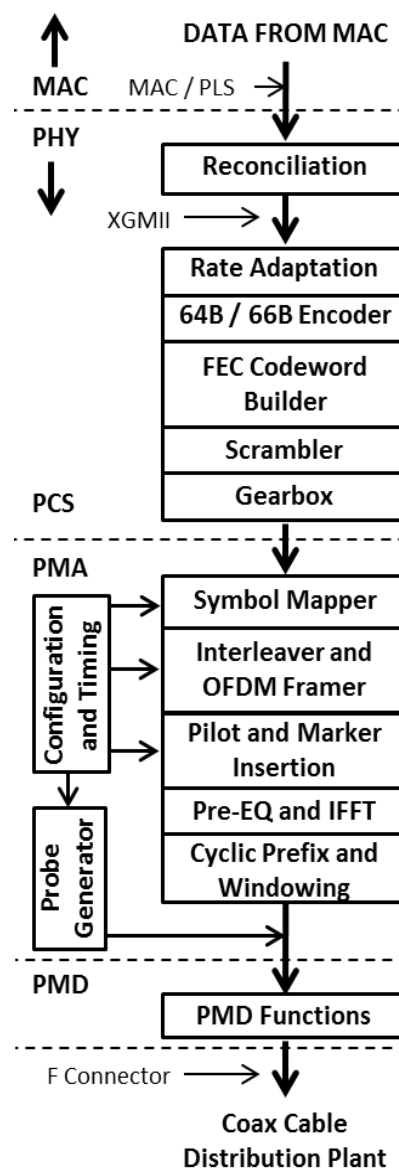 DATA FROM MAC
MAC
MAC / PLS
PHY
Reconciliation
XGMII
Rate Adaptation
64B / 66B Encoder
FEC Codeword
Builder
Scrambler
Gearbox
PCS
PMA
Configuration
and Timing
Symbol Mapper
Interleaver and
OFDM Framer
Pilot and Marker
Insertion
Pre-EQ and IFFT
Cyclic Prefix and
Windowing
Probe
Generator
PMD
PMD Functions
F Connector
Coax Cable
Distribution Plant